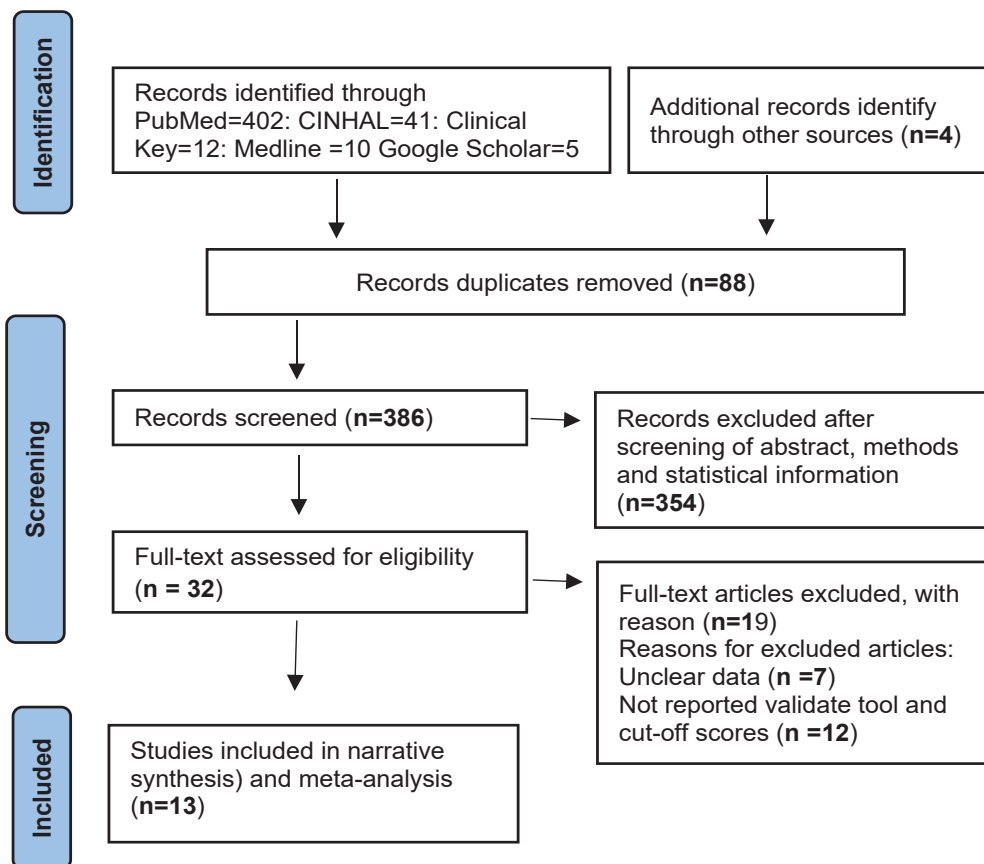 Identification
Records identified through
PubMed=402: CINHAL=41: Clinical
Key=12: Medline =10 Google Scholar=5
Additional records identify
through other sources (n=4)
Records duplicates removed (n=88)
Screening
Records screened (n=386)
Records excluded after
screening of abstract, methods
and statistical information
(n=354)
Full-text assessed for eligibility
(n = 32)
Full-text articles excluded, with
reason (n=19)
Reasons for excluded articles:
Unclear data (n =7)
Not reported validate tool and
cut-off scores (n =12)
Included
Studies included in narrative
synthesis) and meta-analysis
(n=13)